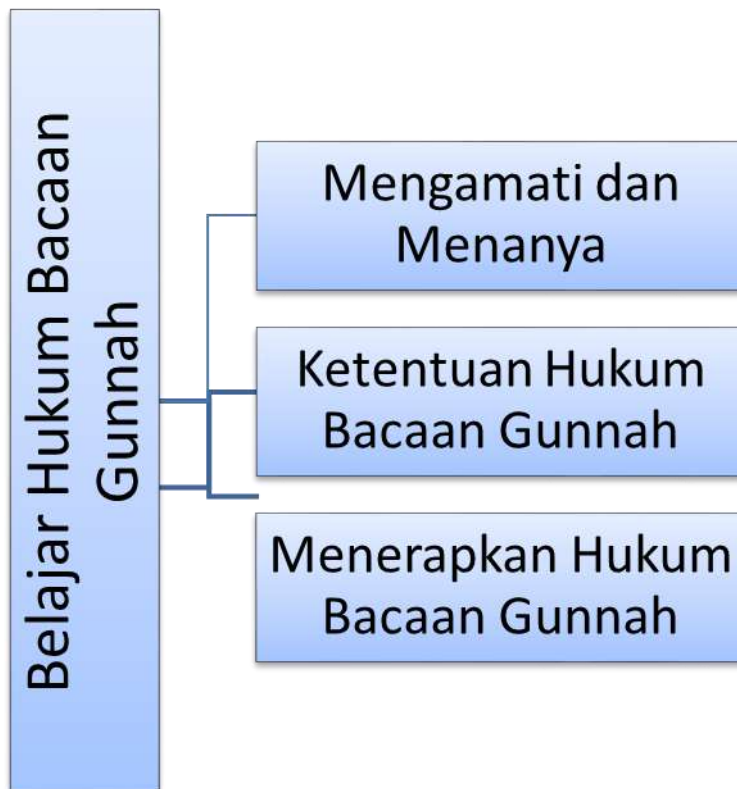 Belajar Hukum Bacaan
Gunnah
Mengamati dan
Menanya
Ketentuan Hukum
Bacaan Gunnah
Menerapkan Hukum
Bacaan Gunnah